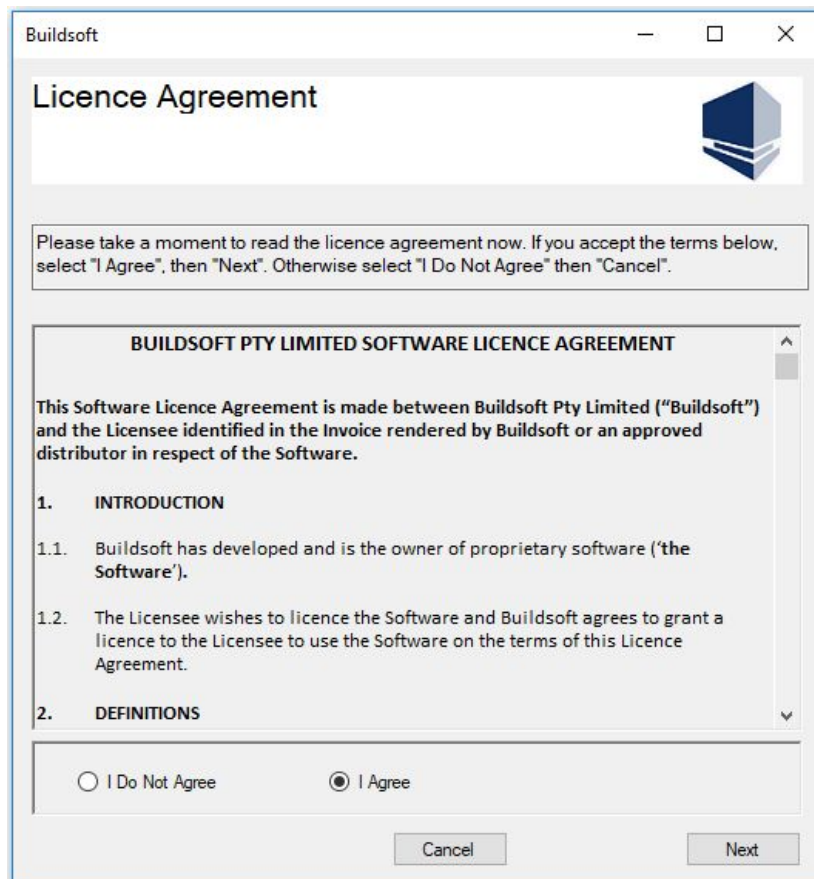 Buildsoft
Licence Agreement
Please take a moment to read the licence agreement now. If you accept the terms below,
select "I Agree", then "Next". Otherwise select "I Do Not Agree" then "Cancel".
BUILDSOFT PTY LIMITED SOFTWARE LICENCE AGREEMENT
This Software Licence Agreement is made between Buildsoft Pty Limited (“Buildsoft”)
and the Licensee identified in the Invoice rendered by Buildsoft or an approved
distributor in respect of the Software.
1. INTRODUCTION
1.1. Buildsoft has developed and is the owner of proprietary software (‘the
Software’).
1.2. The Licensee wishes to licence the Software and Buildsoft agrees to grant a
licence to the Licensee to use the Software on the terms of this Licence
Agreement.
2. DEFINITIONS
I Do Not Agree I Agree
Cancel Next